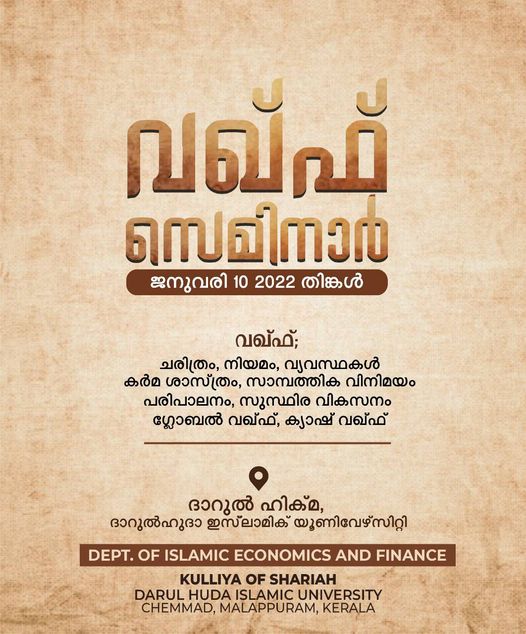 വഖ്ഫ്
സെമിനാർ
ജനുവരി 10 2022 തിങ്കൾ
വഖ്ഫ്;
ചരിത്രം, നിയമം, വ്യവസ്ഥകൾ
കർമ ശാസ്ത്രം, സാമ്പത്തിക വിനിമയം
പരിപാലനം, സുസ്ഥിര വികസനം
ഗ്ലോബൽ വഖ്ഫ്, ക്യാഷ് വഖ്ഫ്
ദാറുൽ ഹിക്മ,
ദാറുൽഹുദാ ഇസ്‌ലാമിക് യൂണിവേഴ്സിറ്റി
DEPT. OF ISLAMIC ECONOMICS AND FINANCE
KULLIYA OF SHARIAH
DARUL HUDA ISLAMIC UNIVERSITY
CHEMMAD, MALAPPURAM, KERALA